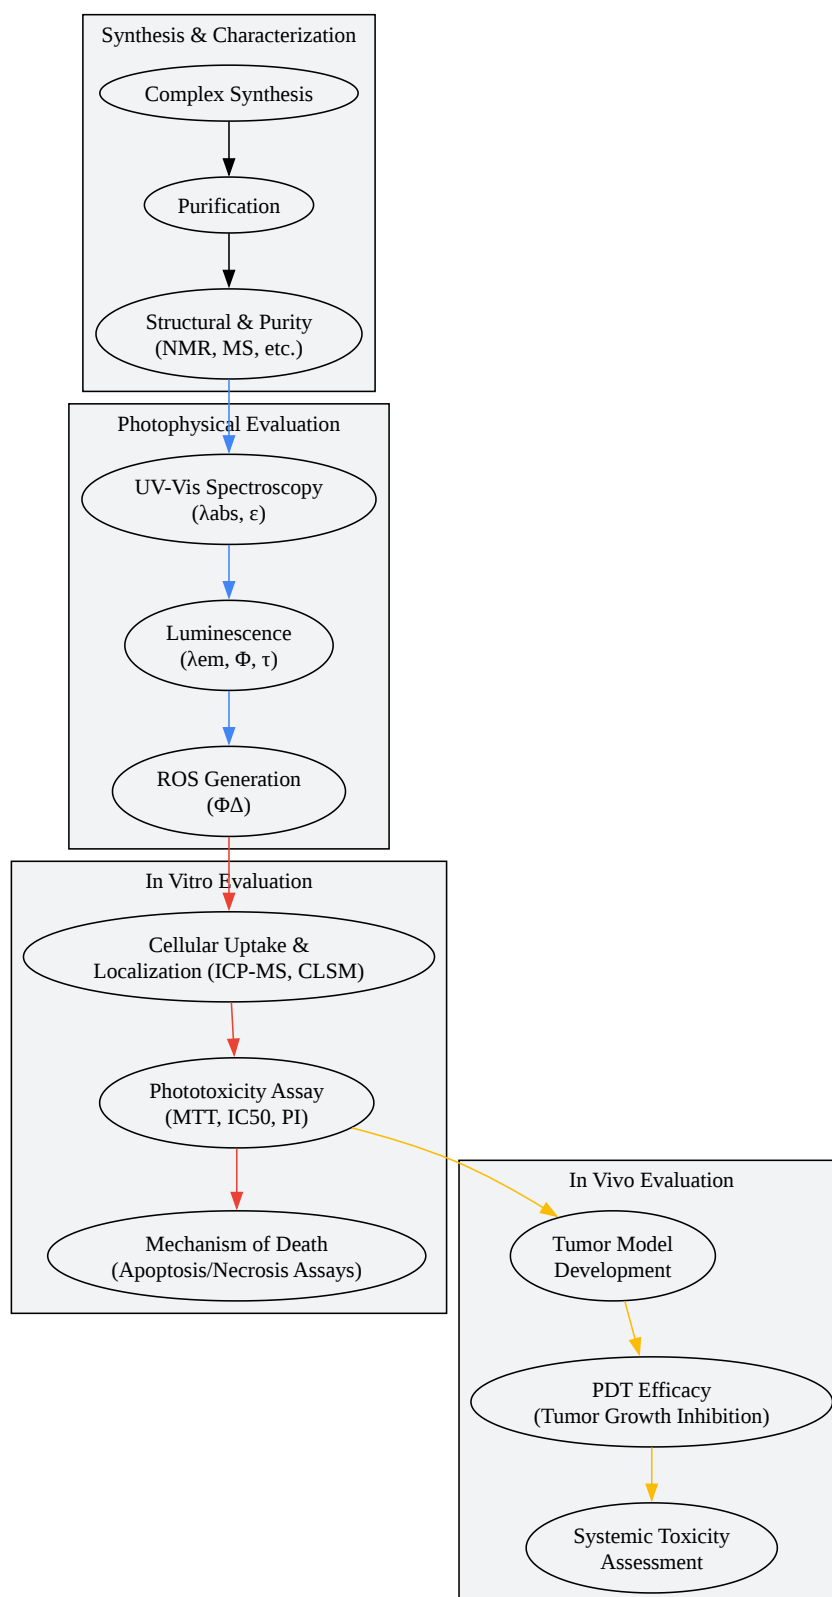 Synthesis & Characterization
Complex Synthesis
Purification
Structural & Purity
(NMR, MS, etc.)
Photophysical Evaluation
UV-Vis Spectroscopy
(λabs, ε)
Luminescence
(λem, Φ, τ)
ROS Generation
(ΦΔ)
In Vitro Evaluation
Cellular Uptake &
Localization (ICP-MS, CLSM)
Phototoxicity Assay
(MTT, IC50, PI)
Mechanism of Death
(Apoptosis/Necrosis Assays)
In Vivo Evaluation
Tumor Model
Development
PDT Efficacy
(Tumor Growth Inhibition)
Systemic Toxicity
Assessment